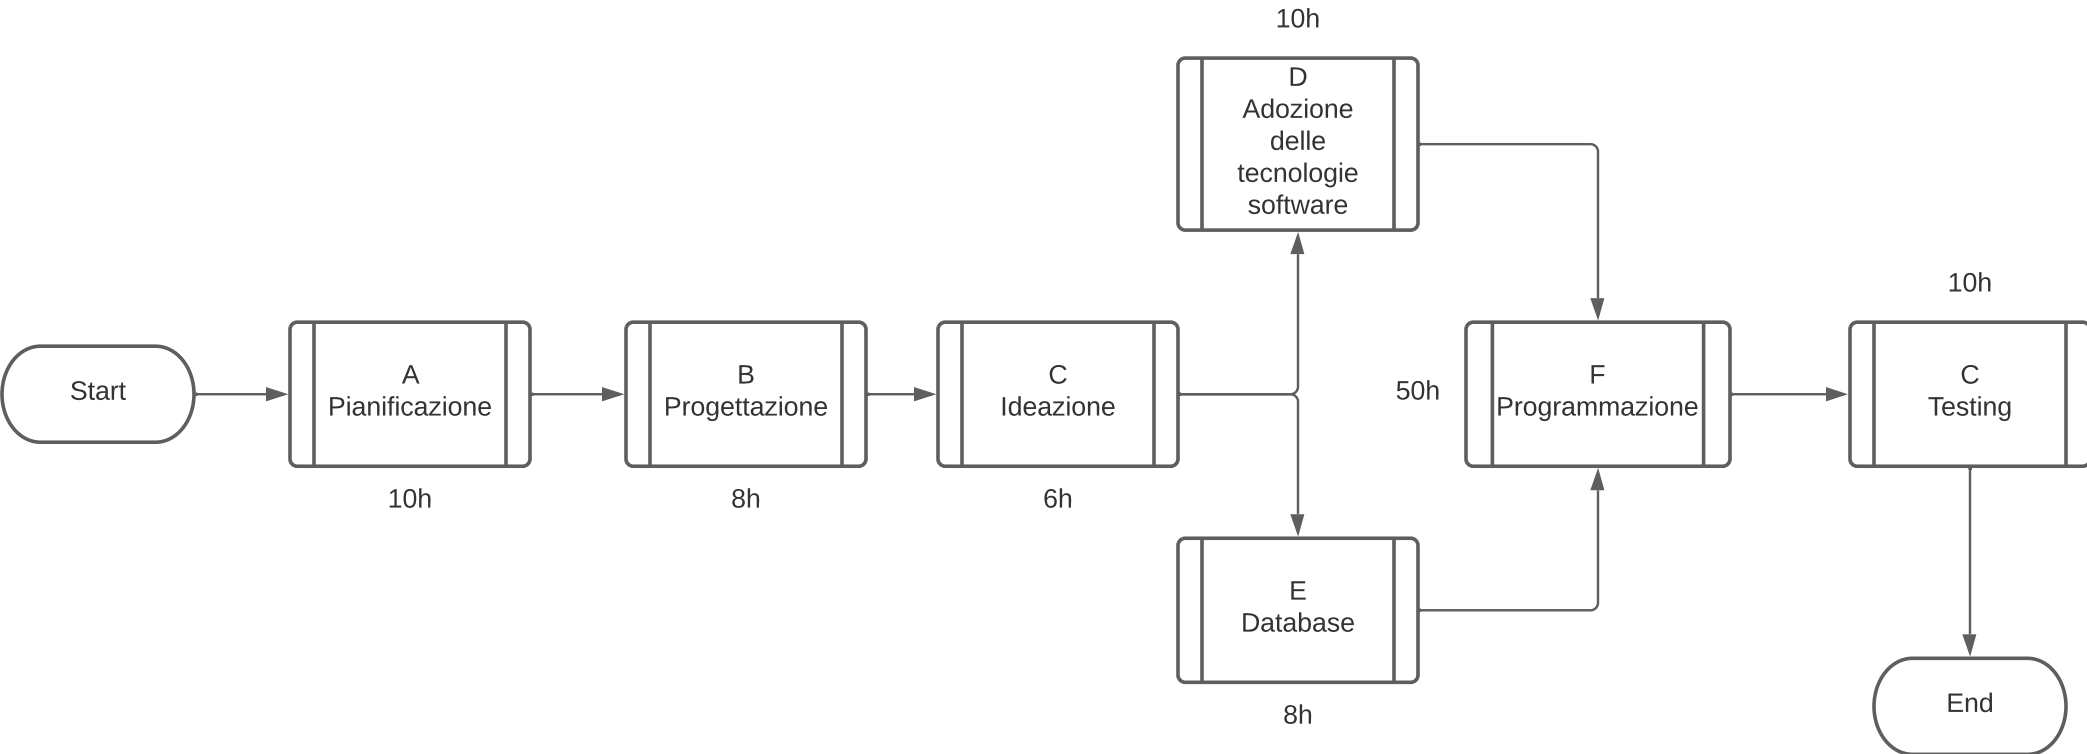 10h
D
Adozione
delle
tecnologie
software
Start
A
Pianificazione
10h
B
Progettazione
8h
C
Ideazione
6h
E
Database
8h
50h
F
Programmazione
10h
C
Testing
End